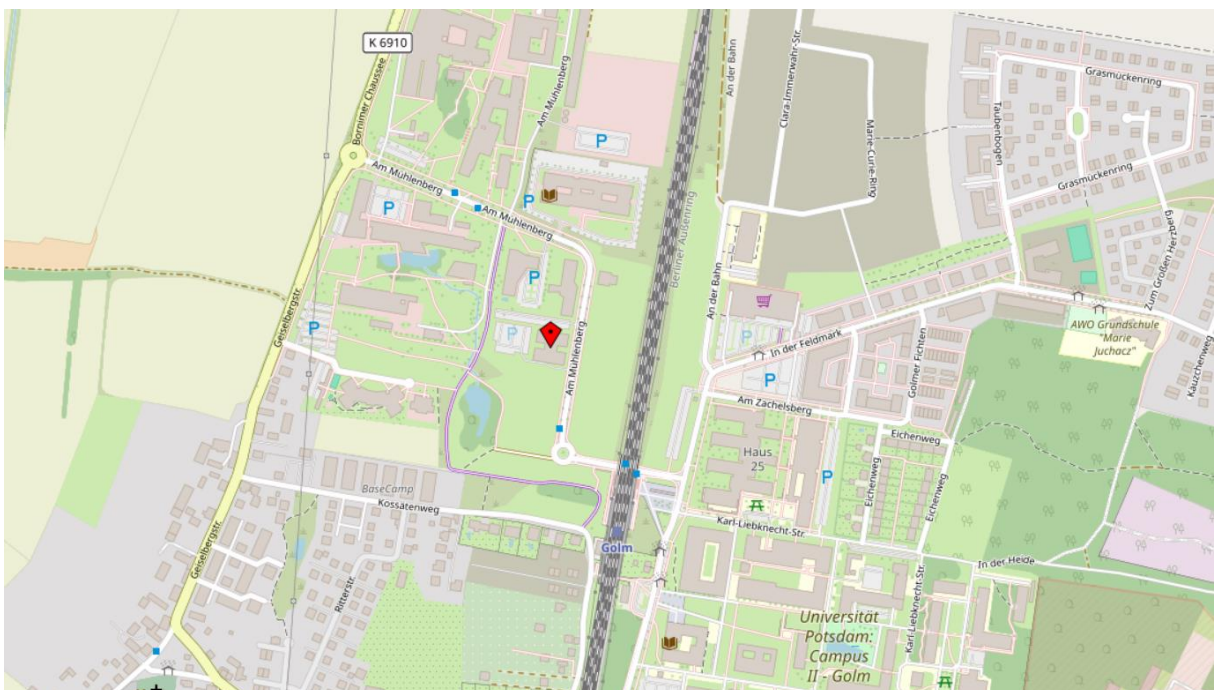 K 6910
Bornimer Chaussee
Am Mühlenberg
An der Bahn
Clara-Immerwahr-Str.
Marie-Curie-Ring
Taubenbogen
Grasmückenring
Grasmückenring
P
Am Mühlenberg
P
P
Am Mühlenberg
Berliner Außenring
Zum Großen Herzberg
Geiselbergstr.
P
P
P
Am Mühlenberg
An der Bahn
P
In der Feldmark
AWO Grundschule
"Marie
Juchacz"
Kauzchenweg
P
Golmer Fichten
Am Zachelsberg
Eichenweg
Haus
25
P
Eichenweg
Eichenweg
BaseCamp
Kossätenweg
Geiselbergstr.
Ritterstr.
Golm
Karl-Liebknecht-Str.
In der Heide
Karl-Liebknecht-Str.
Universität
Potsdam:
Campus
II - Golm